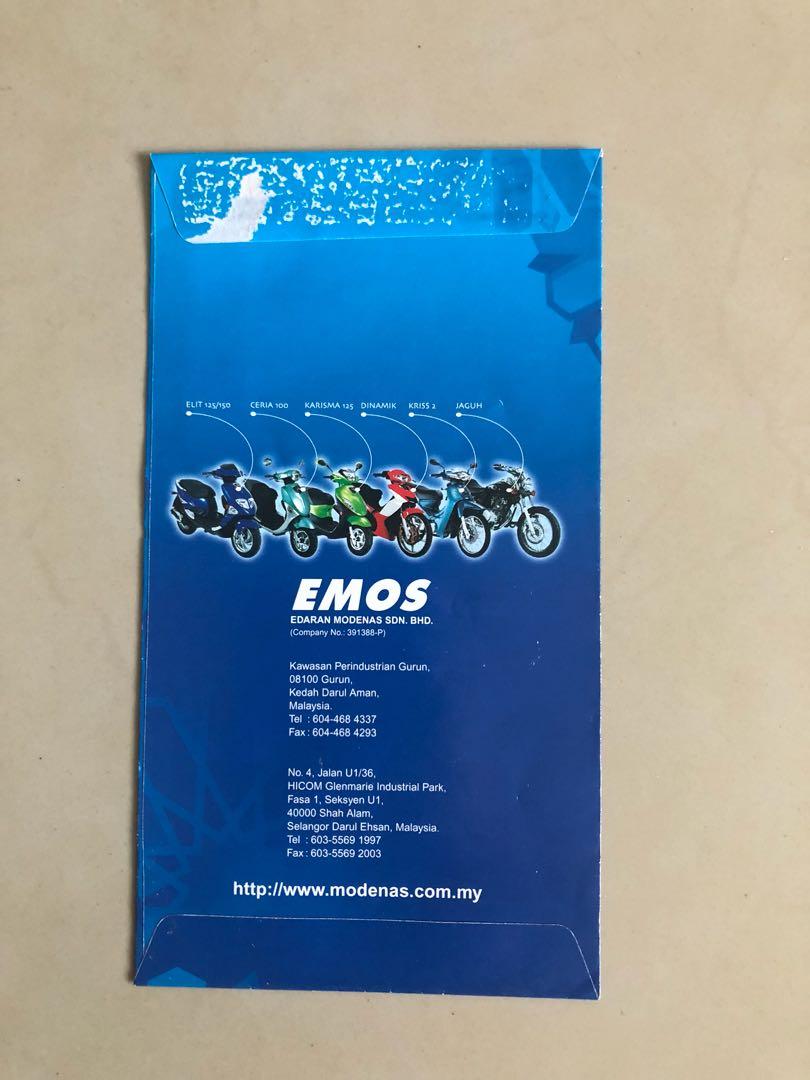 ELIT 125/150 CERIA 100 KARISMA 125 DINAMIK KRISS 2 JAGUH
EMOS
EDARAN MODENAS SDN. BHD.
(Company No.: 391388-P)
Kawasan Perindustrian Gurun,
08100 Gurun,
Kedah Darul Aman,
Malaysia.
Tel : 604-468 4337
Fax : 604-468 4293
No. 4, Jalan U1/36,
HICOM Glenmarie Industrial Park,
Fasa 1, Seksyen U1,
40000 Shah Alam,
Selangor Darul Ehsan, Malaysia.
Tel : 603-5569 1997
Fax : 603-5569 2003
http://www.modenas.com.my